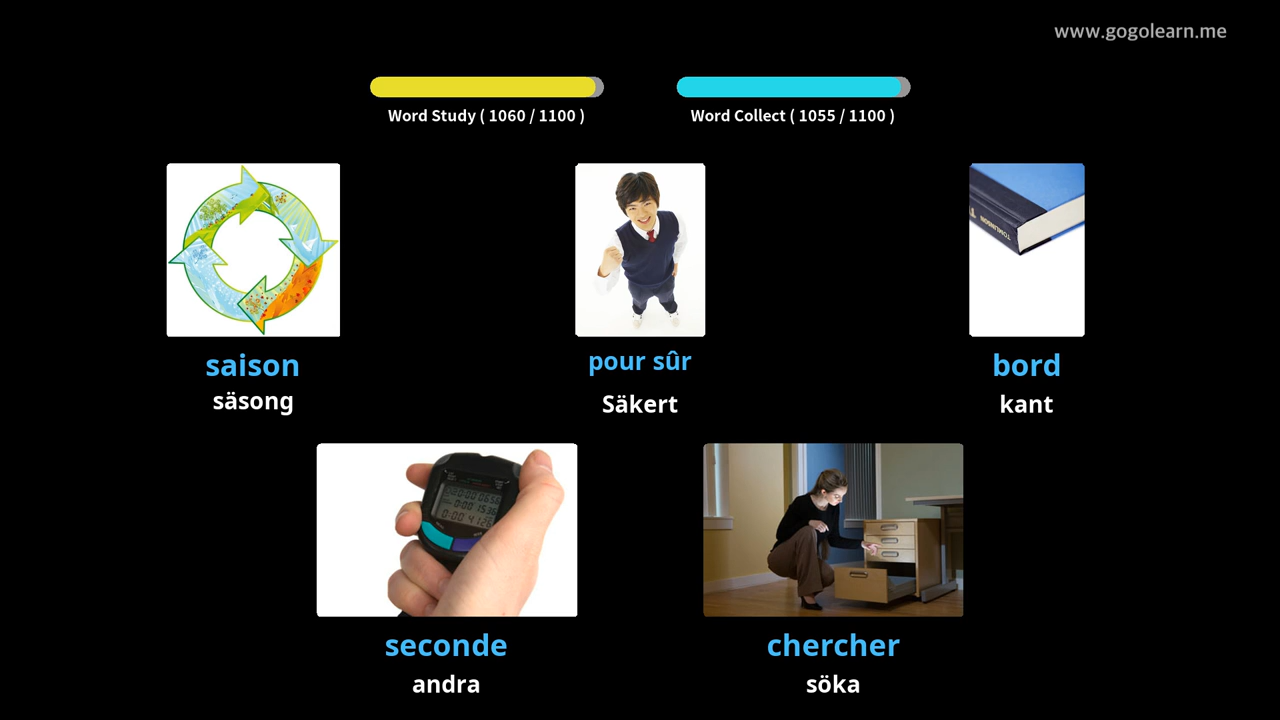 www.gogolearn.me
Word Study ( 1060 / 1100 )
Word Collect ( 1055 / 1100 )
saison
säsong
pour sûr
Säkert
bord
kant
seconde
andra
chercher
söka